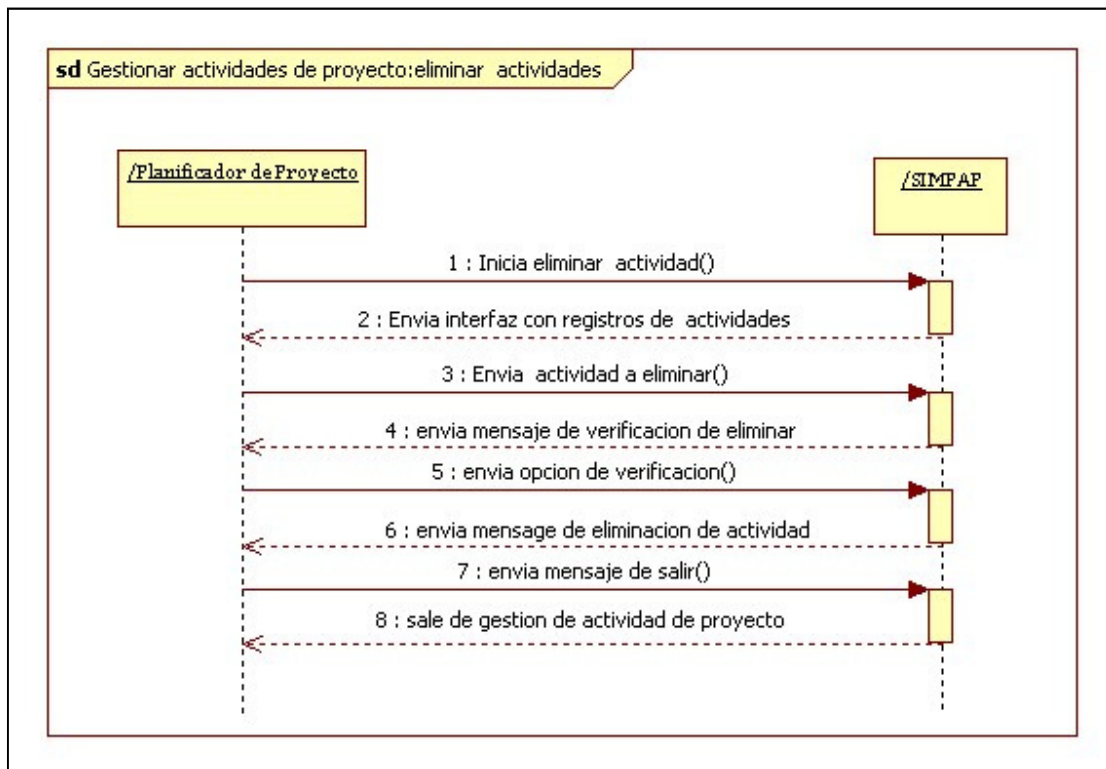 sd Gestionar actividades de proyecto:eliminar actividades
/Planificador de Proyecto
/SIMPAP
1 : Inicia eliminar actividad()
2 : Envia interfaz con registros de actividades
3 : Envia actividad a eliminar()
4 : envia mensaje de verificacion de eliminar
5 : envia opcion de verificacion()
6 : envia mensage de eliminacion de actividad
7 : envia mensaje de salir()
8 : sale de gestion de actividad de proyecto